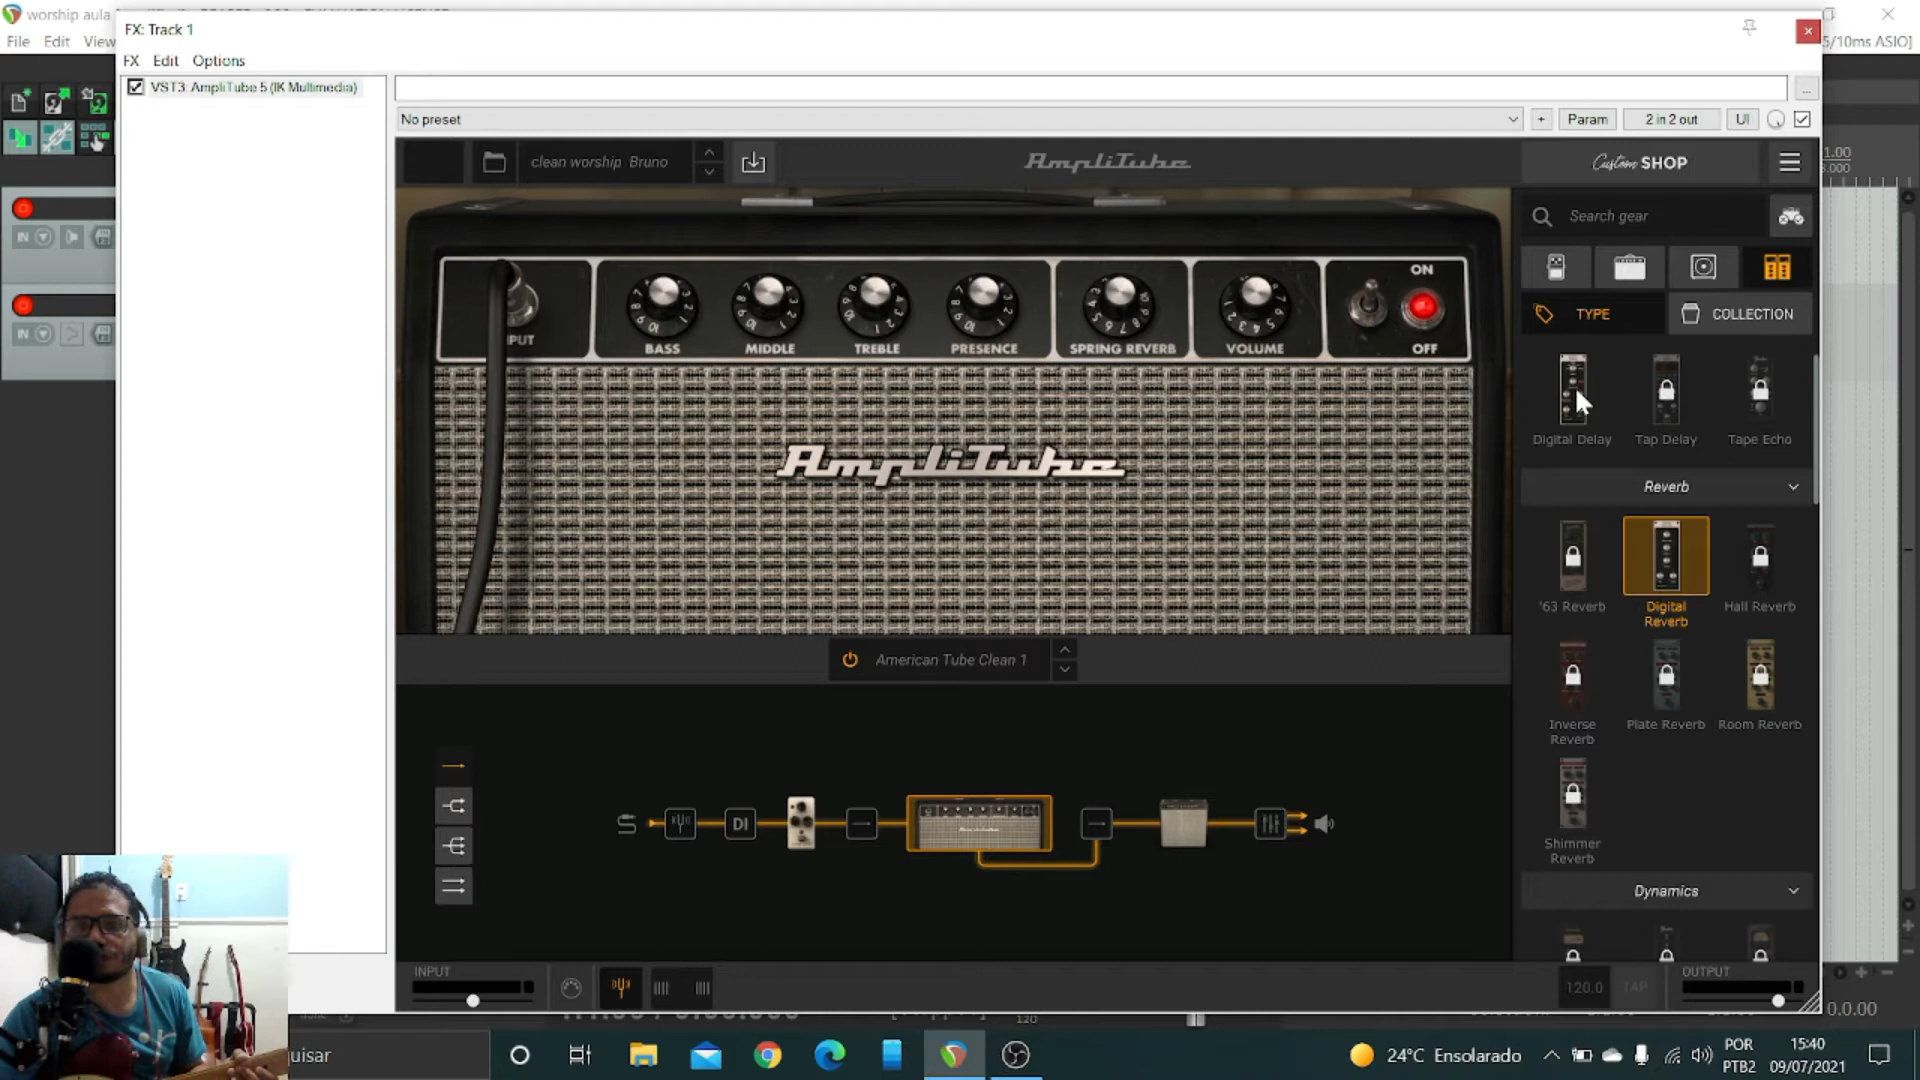 worship aula
FX: Track 1
File Edit View
5/10ms ASIO]
FX Edit Options
VST3: AmpliTube 5 (IK Multimedia)
...
No preset
+
Param
2 in 2 out
UI
clean worship Bruno
AmpliTube
Custom SHOP
1.00
Search gear
IN
IN
TYPE
COLLECTION
ON
OFF
BASS
MIDDLE
TREBLE
PRESENCE
SPRING REVERB
VOLUME
AmpliTube
Digital Delay
Tap Delay
Tape Echo
Reverb
'63 Reverb
Digital Reverb
Hall Reverb
Inverse Reverb
Plate Reverb
Room Reverb
Shimmer Reverb
Dynamics
American Tube Clean 1
DI
INPUT
120.0
TAP
OUTPUT
120
0.0.00
uisar
24°C Ensolarado
POR
PTB2
15:40
09/07/2021